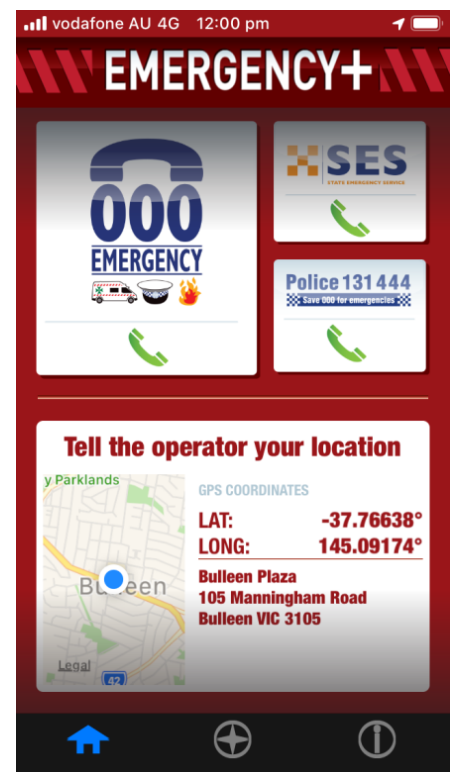 vodafone AU 4G 12:00 pm
EMERGENCY+
000
EMERGENCY
SES
STATE EMERGENCY SERVICE
Police 131 444
Save 000 for emergencies
Tell the operator your location
y Parklands
Bulleen
Legal
42
GPS COORDINATES
LAT: -37.76638°
LONG: 145.09174°
Bulleen Plaza
105 Manningham Road
Bulleen VIC 3105